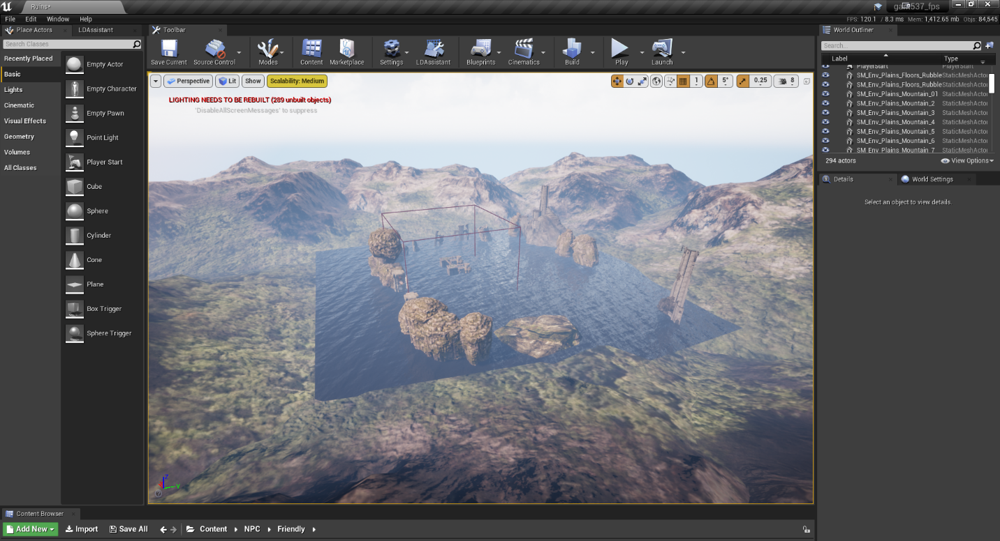 Ruins*
gam537_fps
File Edit Window Help
FPS: 120.1 / 8.3 ms Mem: 1,412.65 mb Objs: 84,545
Place Actors
LDAssistant
Search Classes
Recently Placed
Basic
Lights
Cinematic
Visual Effects
Geometry
Volumes
All Classes
Empty Actor
Empty Character
Empty Pawn
Point Light
Player Start
Cube
Sphere
Cylinder
Cone
Plane
Box Trigger
Sphere Trigger
Toolbar
Save Current
Source Control
Modes
Content
Marketplace
Settings
LDAssistant
Blueprints
Cinematics
Build
Play
Launch
Perspective
Lit
Show
Scalability: Medium
1
5°
0.25
8
LIGHTING NEEDS TO BE REBUILT (289 unbuilt objects)
'DisableAllScreenMessages' to suppress
Z
Y
World Outliner
Search...
Label Type
PlayerStart PlayerStart
SM_Env_Plains_Floors_Rubble StaticMeshActor
SM_Env_Plains_Floors_Rubble StaticMeshActor
SM_Env_Plains_Mountain_01 StaticMeshActor
SM_Env_Plains_Mountain_2 StaticMeshActor
SM_Env_Plains_Mountain_3 StaticMeshActor
SM_Env_Plains_Mountain_4 StaticMeshActor
SM_Env_Plains_Mountain_5 StaticMeshActor
SM_Env_Plains_Mountain_6 StaticMeshActor
SM_Env_Plains_Mountain_7 StaticMeshActor
294 actors
View Options
Details
World Settings
Select an object to view details.
Content Browser
Add New
Import
Save All
Content
NPC
Friendly